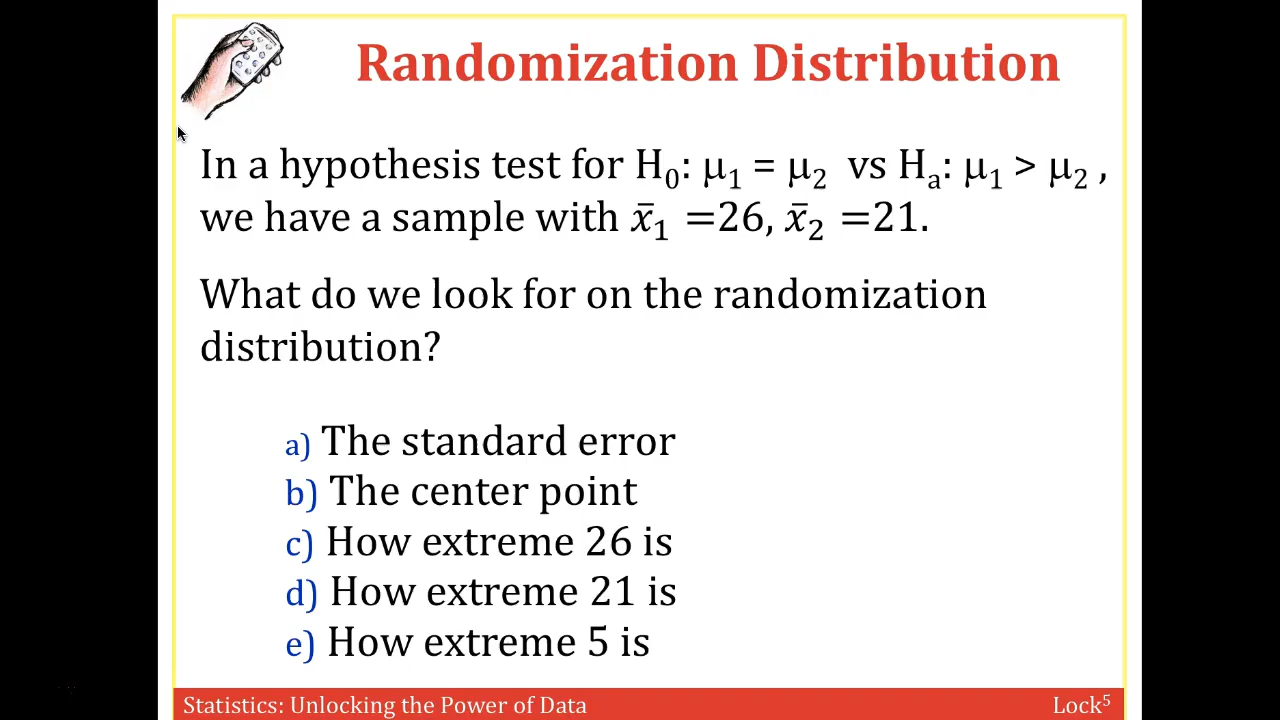 Randomization Distribution
In a hypothesis test for H₀: μ₁ = μ₂ vs Hₐ: μ₁ > μ₂ ,
we have a sample with x̄₁ =26, x̄₂ =21.
What do we look for on the randomization
distribution?
a) The standard error
b) The center point
c) How extreme 26 is
d) How extreme 21 is
e) How extreme 5 is
Statistics: Unlocking the Power of Data Lock⁵